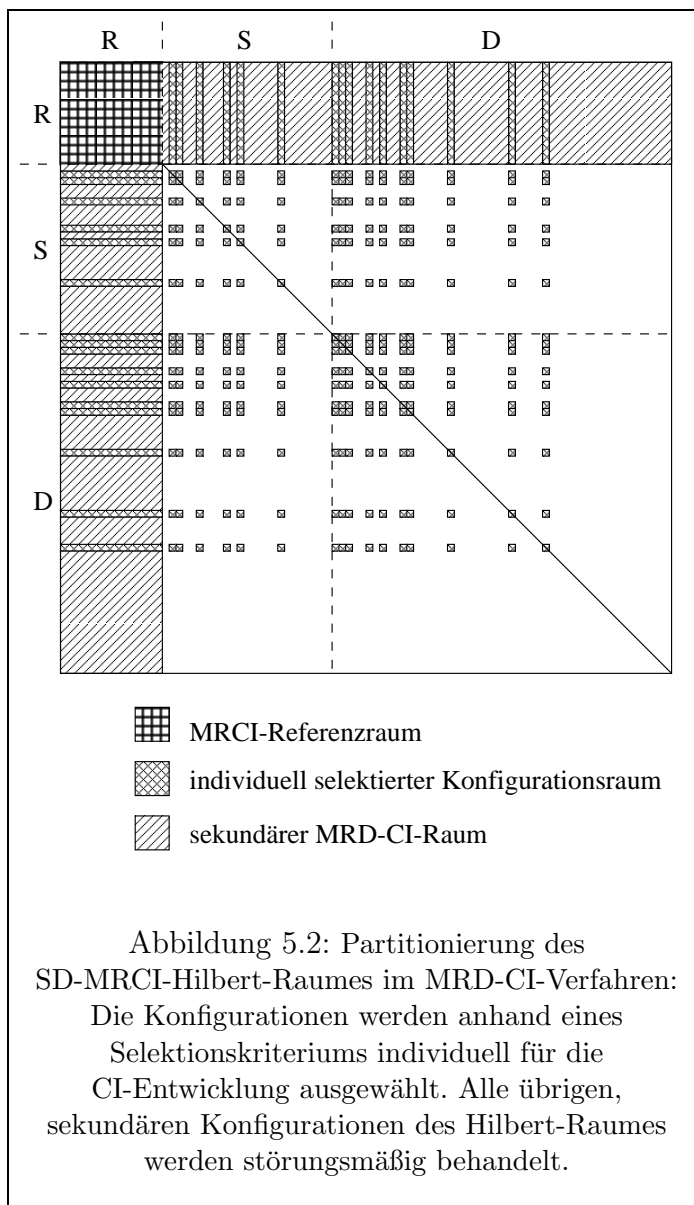 R S D
R
S
D
MRCI-Referenzraum
individuell selektierter Konfigurationsraum
sekundärer MRD-CI-Raum
Abbildung 5.2: Partitionierung des
SD-MRCI-Hilbert-Raumes im MRD-CI-Verfahren:
Die Konfigurationen werden anhand eines
Selektionskriteriums individuell für die
CI-Entwicklung ausgewählt. Alle übrigen,
sekundären Konfigurationen des Hilbert-Raumes
werden störungsmäßig behandelt.